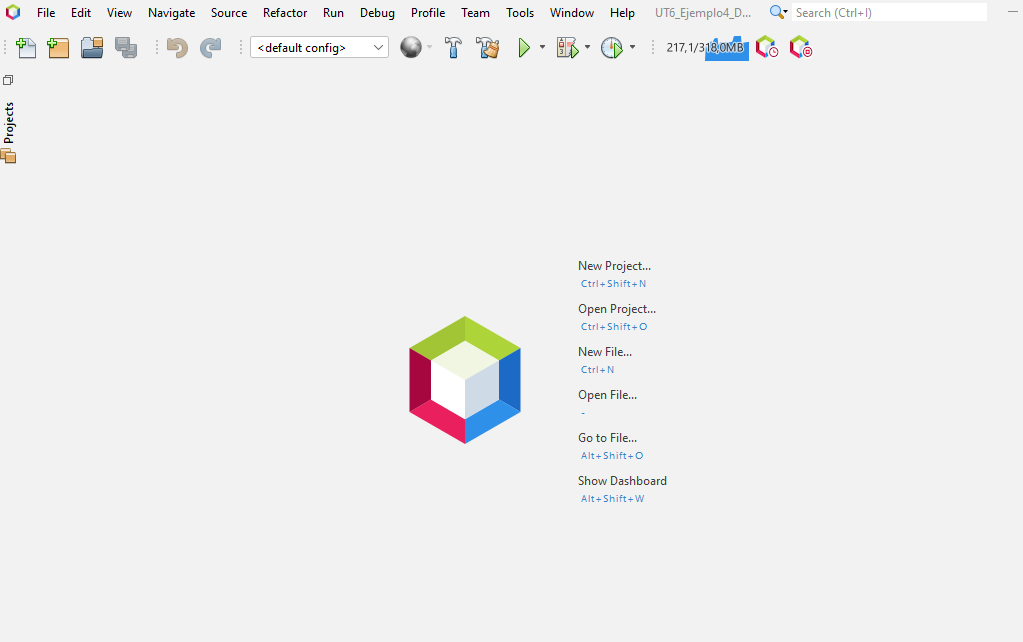 File Edit View Navigate Source Refactor Run Debug Profile Team Tools Window Help UT6_Ejemplo4_D... Search (Ctrl+I)
<default config> 217,1/318,0MB
Projects
New Project...
Ctrl+Shift+N
Open Project...
Ctrl+Shift+O
New File...
Ctrl+N
Open File...
-
Go to File...
Alt+Shift+O
Show Dashboard
Alt+Shift+W